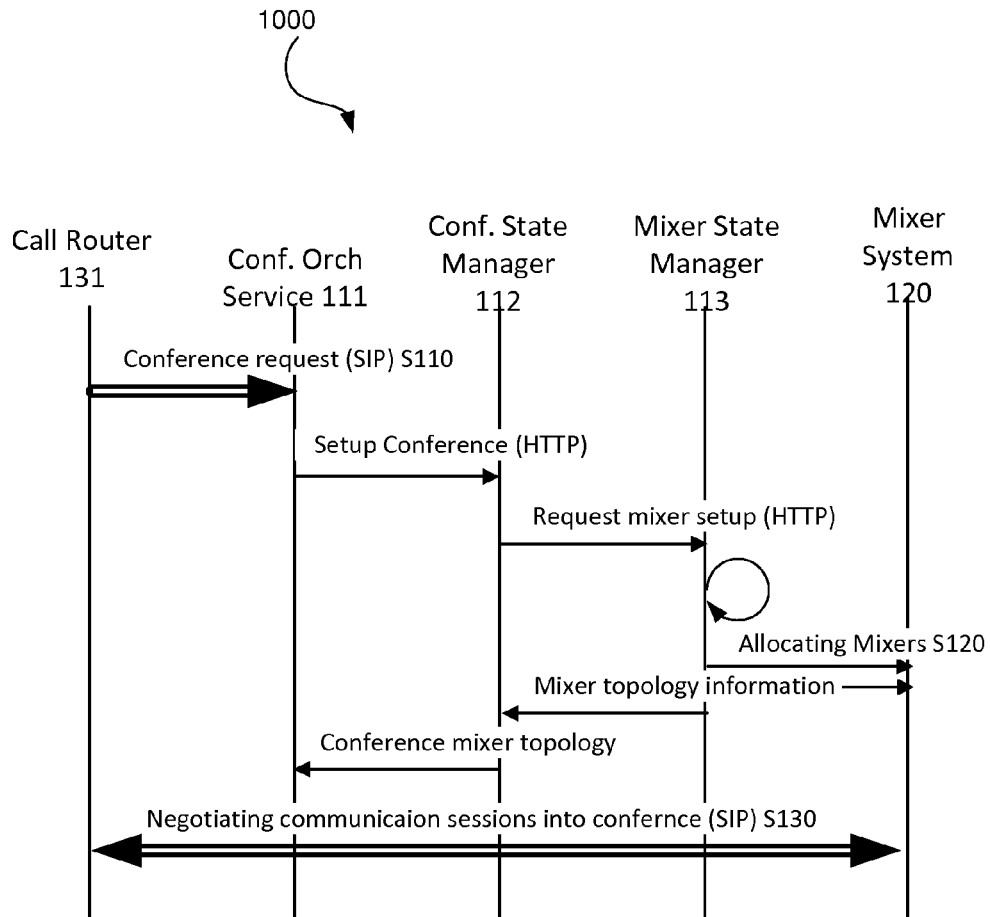 1000
Call Router
131
Conf. Orch
Service 111
Conf. State
Manager
112
Mixer State
Manager
113
Mixer
System
120
Conference request (SIP) S110
Setup Conference (HTTP)
Request mixer setup (HTTP)
Allocating Mixers S120
Mixer topology information
Conference mixer topology
Negotiating communicaion sessions into confernce (SIP) S130